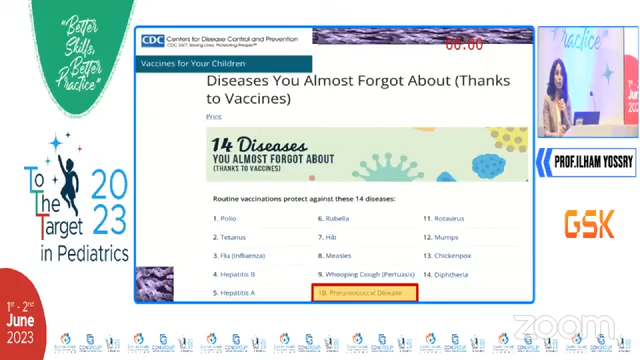 "Better
Skills,
Better
Practice"
To
The
Target
20
23
in Pediatrics
1st - 2nd
June
2023
CDC
Centers for Disease Control and Prevention
CDC 24/7: Saving Lives, Protecting People™
00:00
Vaccines for Your Children
Diseases You Almost Forgot About (Thanks
to Vaccines)
Print
14 Diseases
YOU ALMOST FORGOT ABOUT
(THANKS TO VACCINES)
Routine vaccinations protect against these 14 diseases:
1. Polio
2. Tetanus
3. Flu (Influenza)
4. Hepatitis B
5. Hepatitis A
6. Rubella
7. Hib
8. Measles
9. Whooping Cough (Pertussis)
10. Pneumococcal Disease
11. Rotavirus
12. Mumps
13. Chickenpox
14. Diphtheria
PROF.ILHAM YOSSRY
GSK
zoom